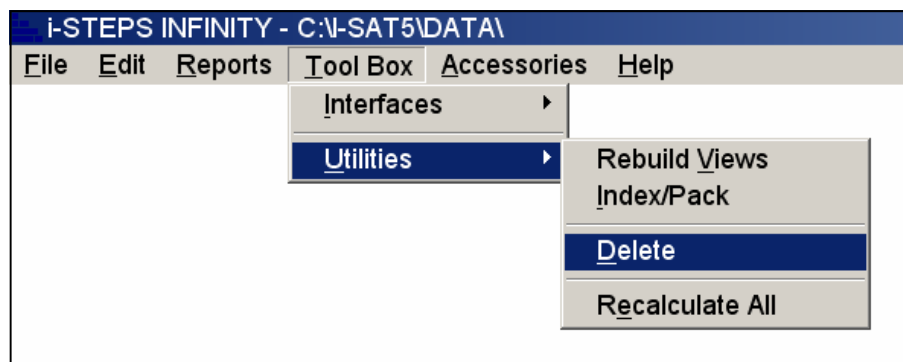 i-STEPS INFINITY - C:\I-SAT5\DATA\
File Edit Reports Tool Box Accessories Help
Interfaces
Utilities
Rebuild Views
Index/Pack
Delete
Recalculate All